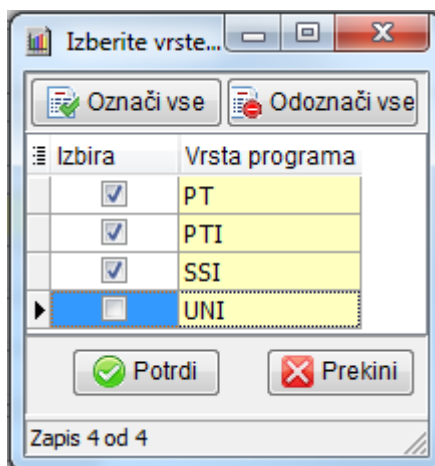 Izberite vrste...
Označi vse Odoznači vse
Izbira Vrsta programa
PT
PTI
SSI
UNI
Potrdi Prekini
Zapis 4 od 4